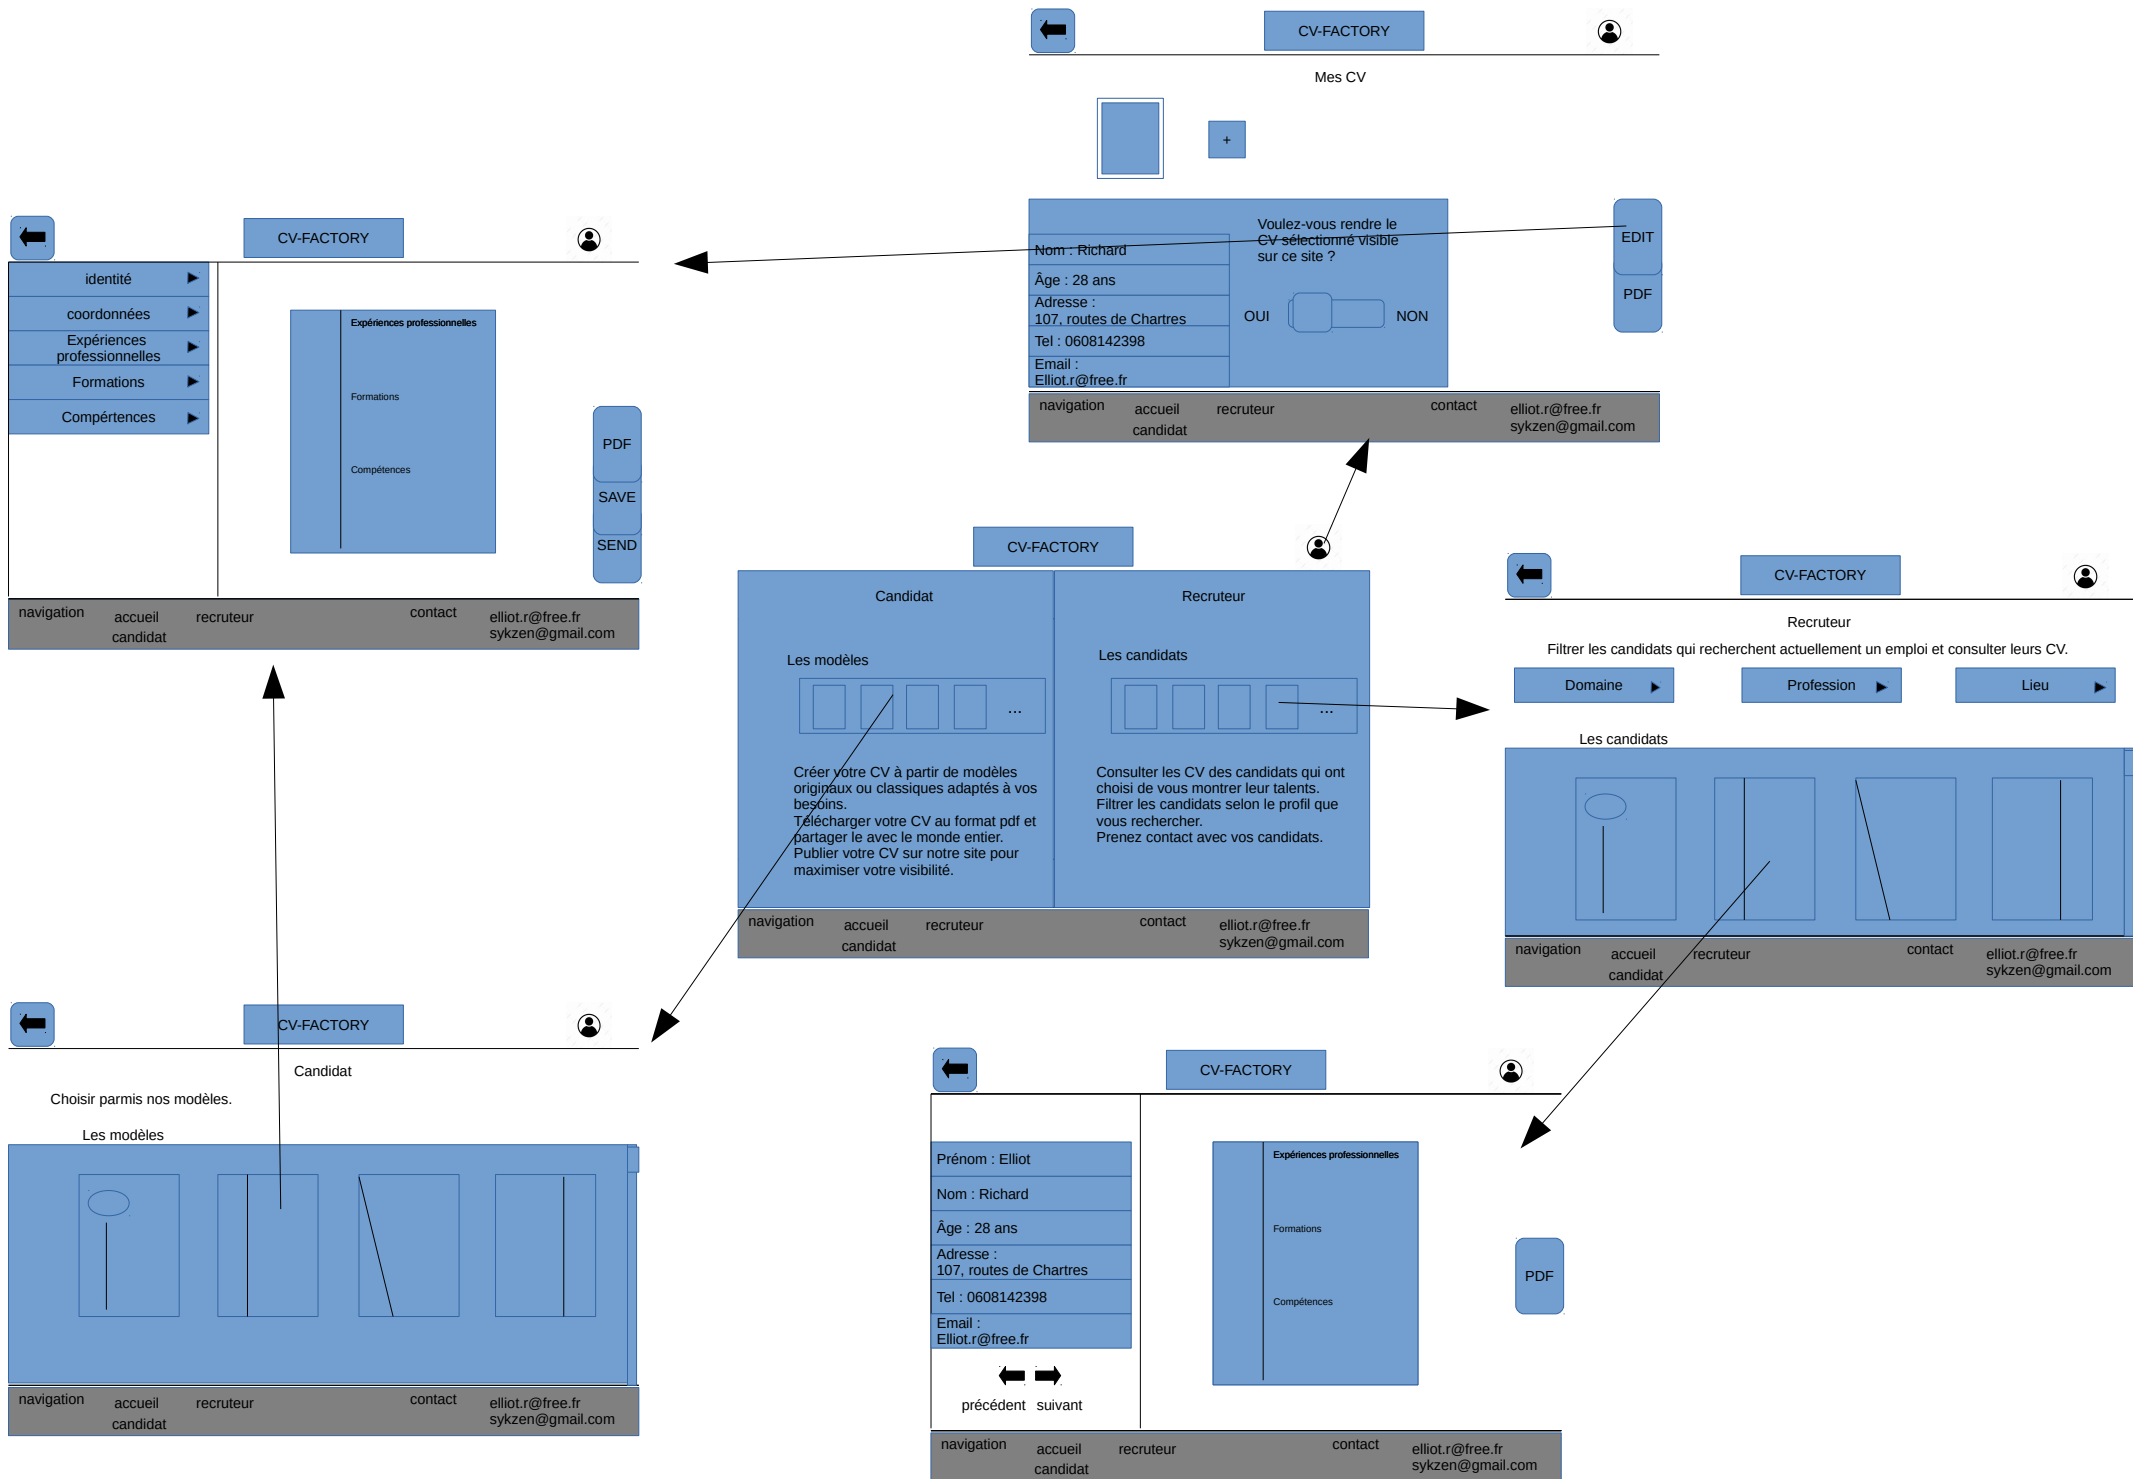 CV-FACTORY
Mes CV
+
Voulez-vous rendre le
CV sélectionné visible
sur ce site ?
Nom : Richard
Âge : 28 ans
Adresse :
107, routes de Chartres
Tel : 0608142398
Email :
Elliot.r@free.fr
OUI
NON
EDIT
PDF
navigation
accueil
recruteur
candidat
contact
elliot.r@free.fr
sykzen@gmail.com
CV-FACTORY
identité
coordonnées
Expériences
professionnelles
Formations
Compértences
Expériences professionnelles
Formations
Compétences
PDF
SAVE
SEND
navigation
accueil
recruteur
candidat
contact
elliot.r@free.fr
sykzen@gmail.com
CV-FACTORY
Candidat
Les modèles
...
Créer votre CV à partir de modèles
originaux ou classiques adaptés à vos
besoins.
Télécharger votre CV au format pdf et
partager le avec le monde entier.
Publier votre CV sur notre site pour
maximiser votre visibilité.
Recruteur
Les candidats
...
Consulter les CV des candidats qui ont
choisi de vous montrer leur talents.
Filtrer les candidats selon le profil que
vous rechercher.
Prenez contact avec vos candidats.
navigation
accueil
recruteur
candidat
contact
elliot.r@free.fr
sykzen@gmail.com
CV-FACTORY
Recruteur
Filtrer les candidats qui recherchent actuellement un emploi et consulter leurs CV.
Domaine
Profession
Lieu
Les candidats
navigation
accueil
recruteur
candidat
contact
elliot.r@free.fr
sykzen@gmail.com
CV-FACTORY
Candidat
Choisir parmis nos modèles.
Les modèles
navigation
accueil
recruteur
candidat
contact
elliot.r@free.fr
sykzen@gmail.com
CV-FACTORY
Prénom : Elliot
Nom : Richard
Âge : 28 ans
Adresse :
107, routes de Chartres
Tel : 0608142398
Email :
Elliot.r@free.fr
précédent
suivant
Expériences professionnelles
Formations
Compétences
PDF
navigation
accueil
recruteur
candidat
contact
elliot.r@free.fr
sykzen@gmail.com